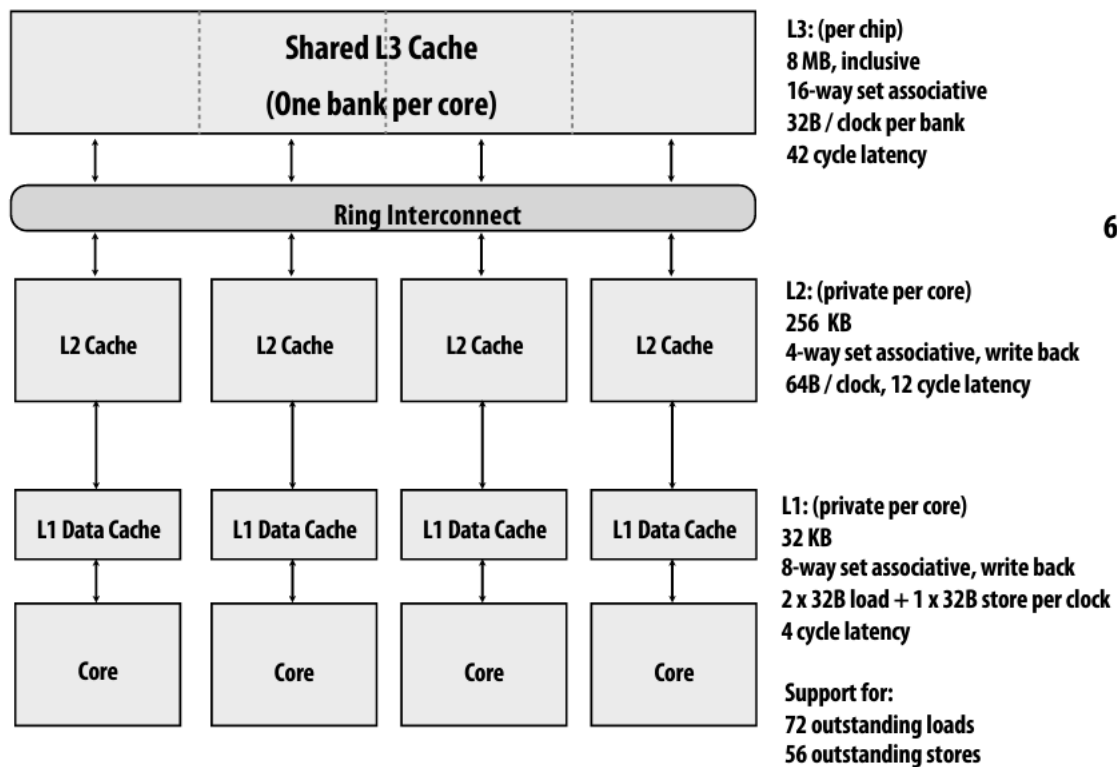 Shared L3 Cache
(One bank per core)
L3: (per chip)
8 MB, inclusive
16-way set associative
32B / clock per bank
42 cycle latency
Ring Interconnect
6
L2 Cache
L2 Cache
L2 Cache
L2 Cache
L2: (private per core)
256 KB
4-way set associative, write back
64B / clock, 12 cycle latency
L1 Data Cache
L1 Data Cache
L1 Data Cache
L1 Data Cache
L1: (private per core)
32 KB
8-way set associative, write back
2 x 32B load + 1 x 32B store per clock
4 cycle latency
Core
Core
Core
Core
Support for:
72 outstanding loads
56 outstanding stores